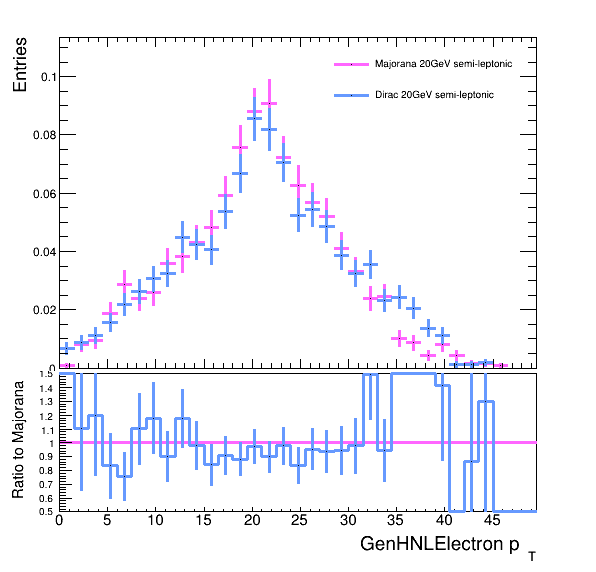 Entries
Majorana 20GeV semi-leptonic
Dirac 20GeV semi-leptonic
0.1
0.08
0.06
0.04
0.02
0
Ratio to Majorana
1.5
1.4
1.3
1.2
1.1
1
0.9
0.8
0.7
0.6
0.5
0 5 10 15 20 25 30 35 40 45
GenHNLElectron p
T